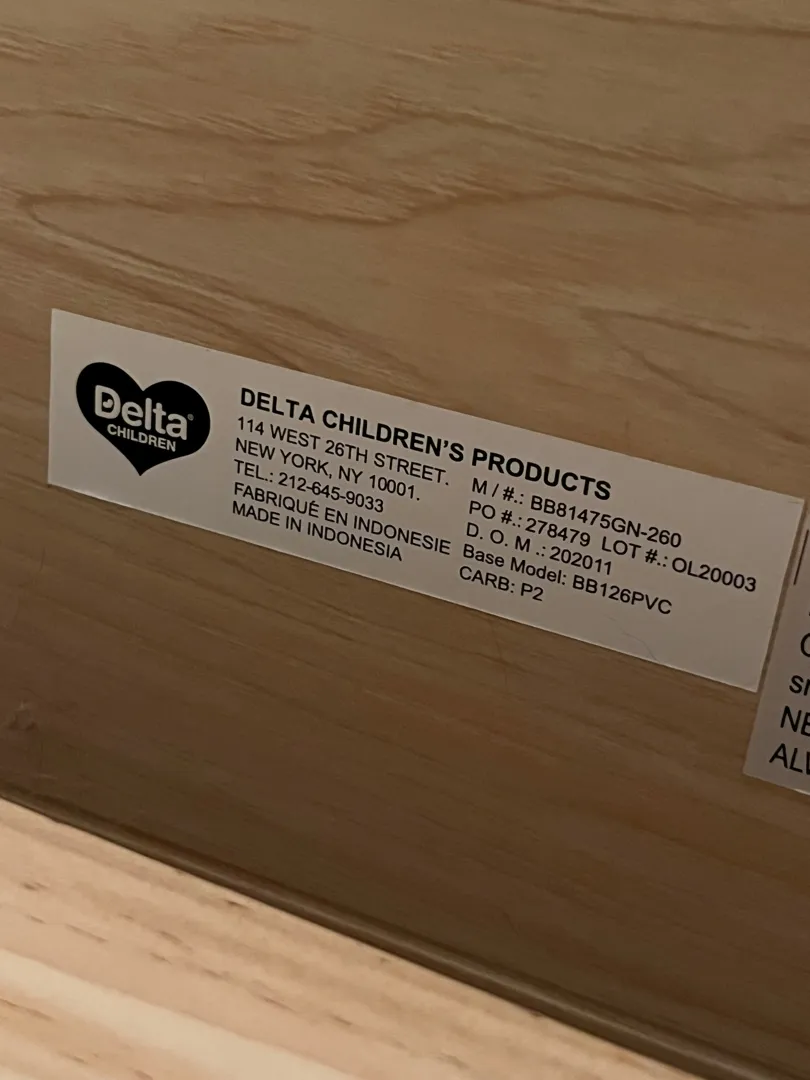 Delta®
CHILDREN
DELTA CHILDREN'S PRODUCTS
114 WEST 26TH STREET.
NEW YORK, NY 10001.
TEL.: 212-645-9033
FABRIQUÉ EN INDONESIE
MADE IN INDONESIA
M / #.: BB81475GN-260
PO #.: 278479 LOT #.: OL20003
D. O. M .: 202011
Base Model: BB126PVC
CARB: P2